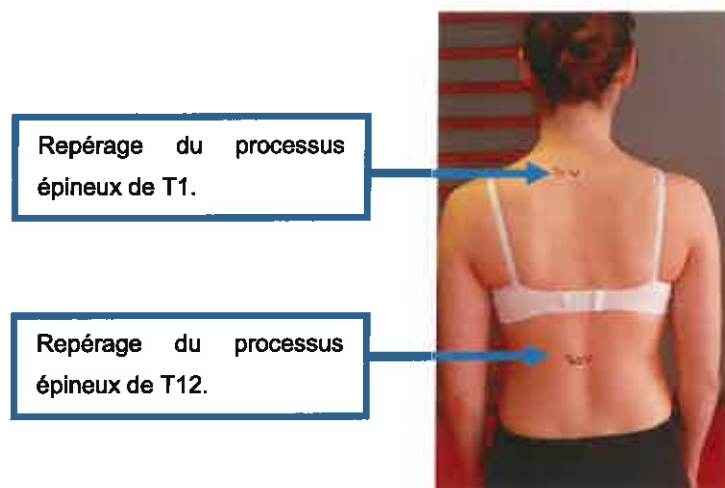 Repérage du processus
épineux de T1.
Repérage du processus
épineux de T12.